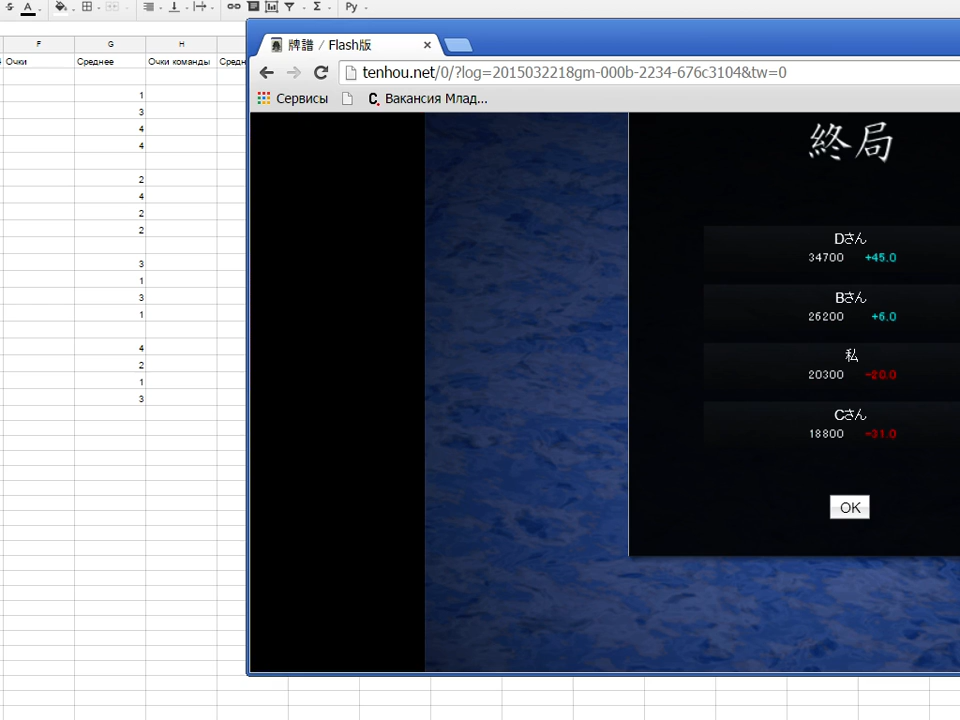 Ру
F G H
Очки Среднее Очки команды Средн
1
3
4
4
2
4
2
2
3
1
3
1
4
2
1
3
牌譜 / Flash版
tenhou.net/0/?log=2015032218gm-000b-2234-676c3104&tw=0
Сервисы
Вакансия Млад...
終局
Dさん
34700 +45.0
Bさん
26200 +6.0
私
20300 -20.0
Cさん
18800 -31.0
OK